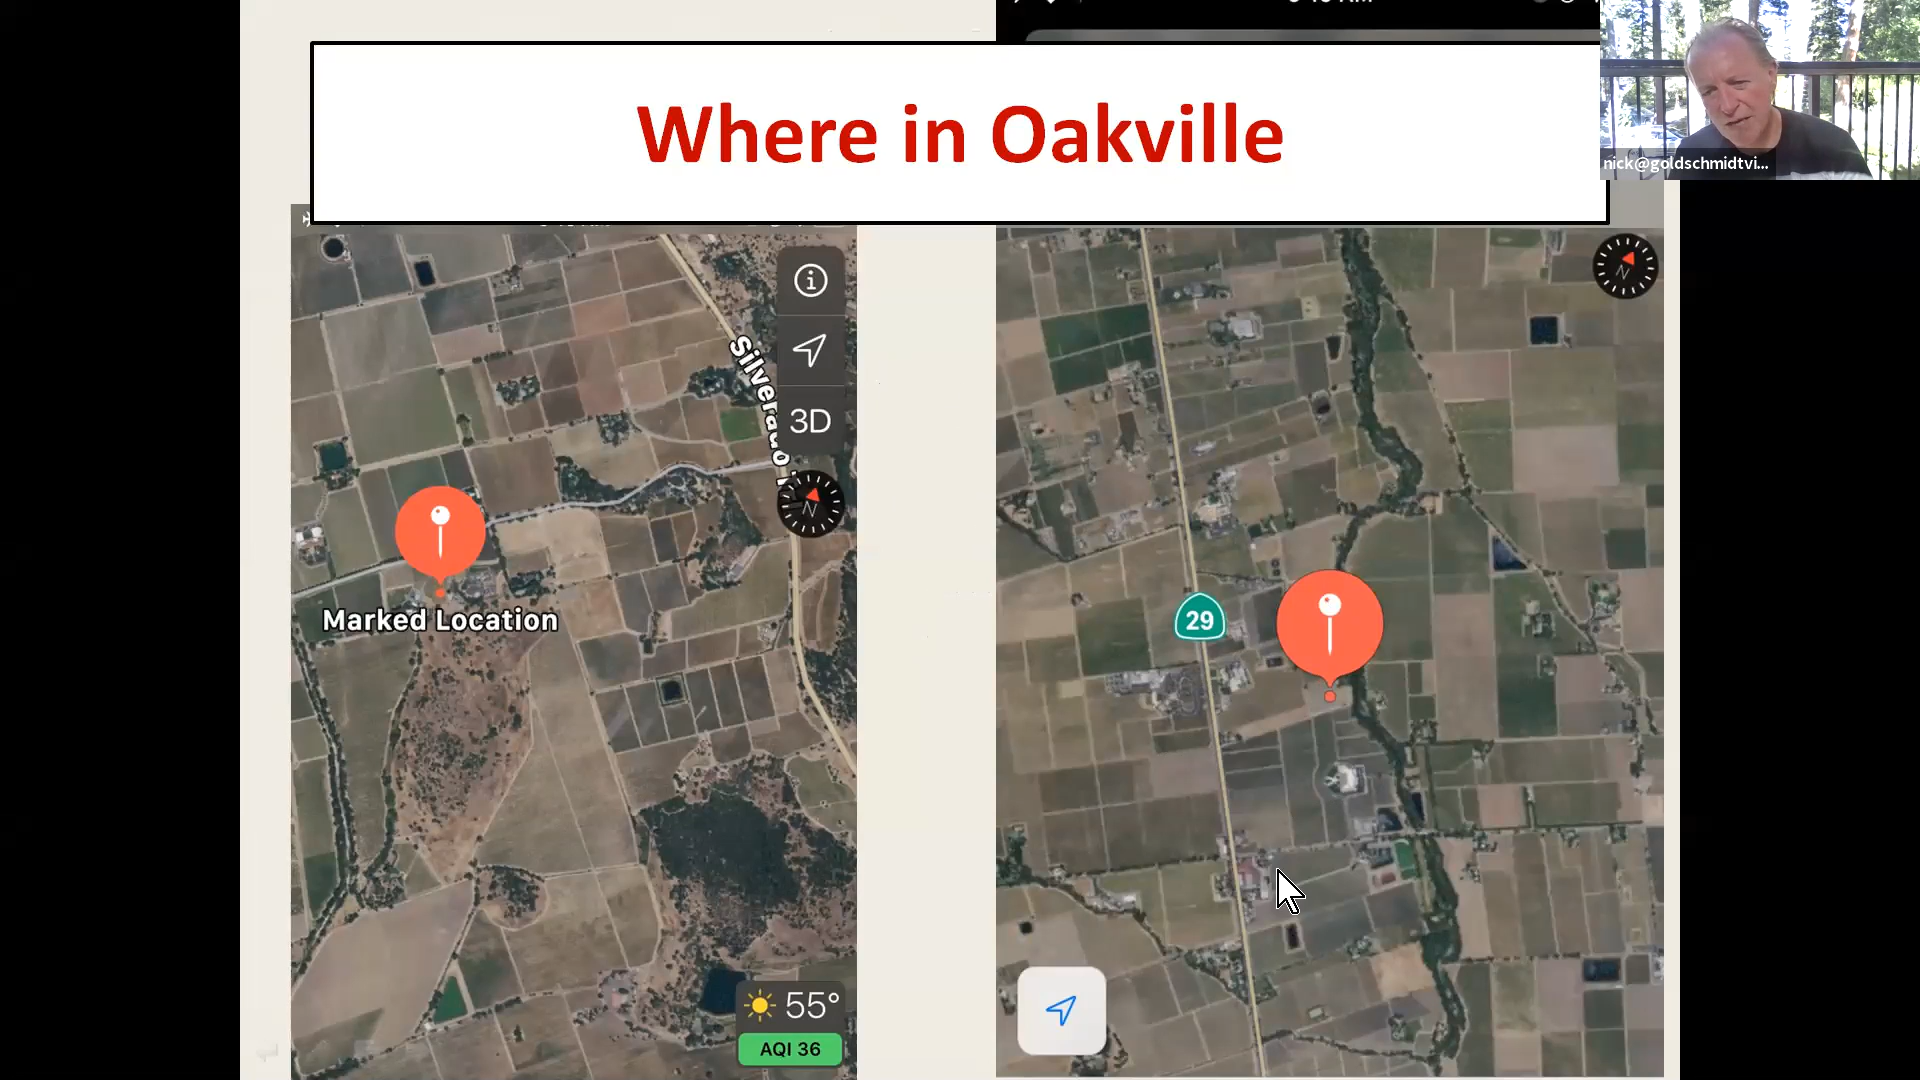 Where in Oakville
nick@goldschmidtvi...
N
3D
N
29
Marked Location
55°
AQI 36